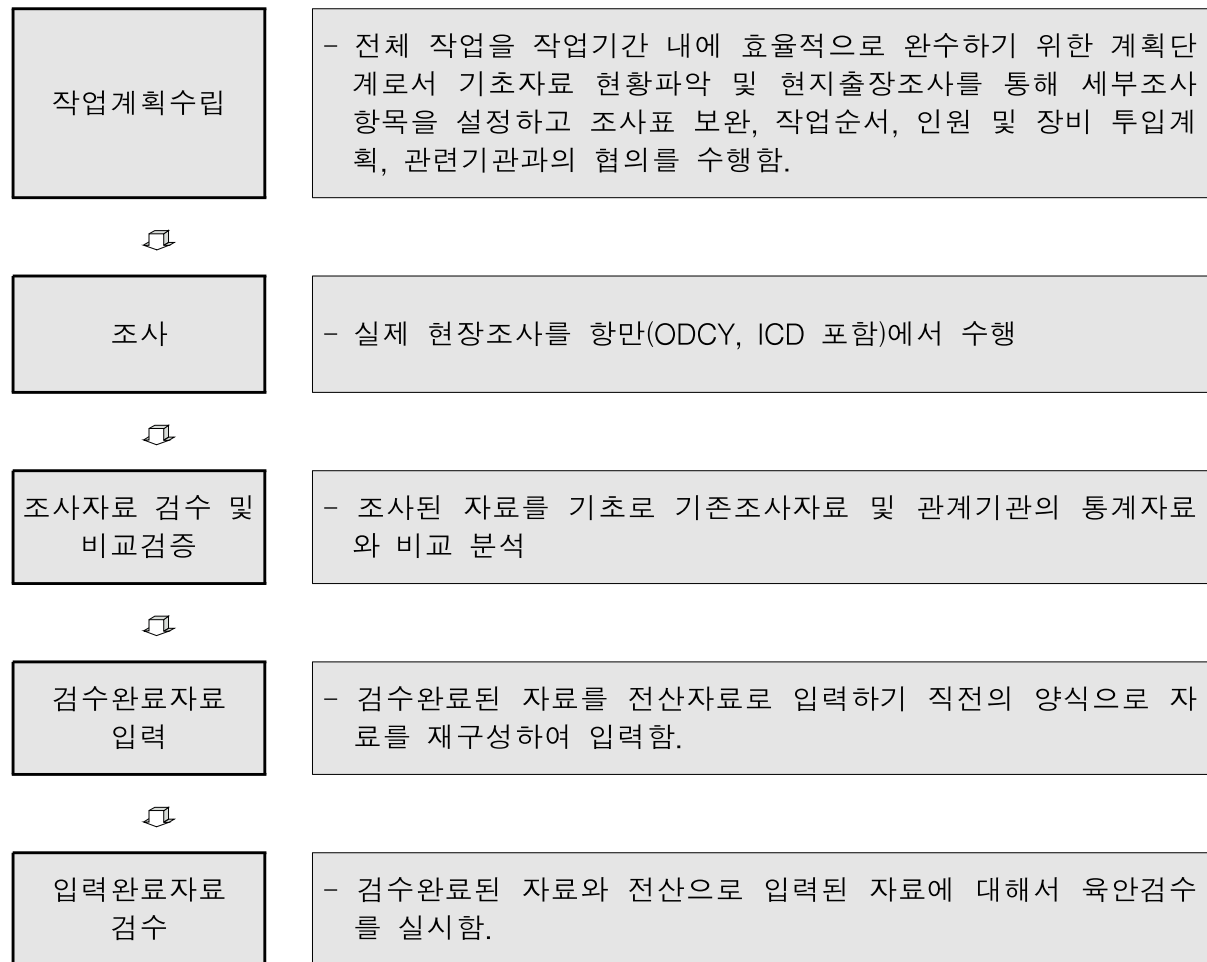 작업계획수립
- 전체 작업을 작업기간 내에 효율적으로 완수하기 위한 계획단
계로서 기초자료 현황파악 및 현지출장조사를 통해 세부조사
항목을 설정하고 조사표 보완, 작업순서, 인원 및 장비 투입계
획, 관련기관과의 협의를 수행함.
조사
- 실제 현장조사를 항만(ODCY, ICD 포함)에서 수행
조사자료 검수 및
비교검증
- 조사된 자료를 기초로 기존조사자료 및 관계기관의 통계자료
와 비교 분석
검수완료자료
입력
- 검수완료된 자료를 전산자료로 입력하기 직전의 양식으로 자
료를 재구성하여 입력함.
입력완료자료
검수
- 검수완료된 자료와 전산으로 입력된 자료에 대해서 육안검수
를 실시함.